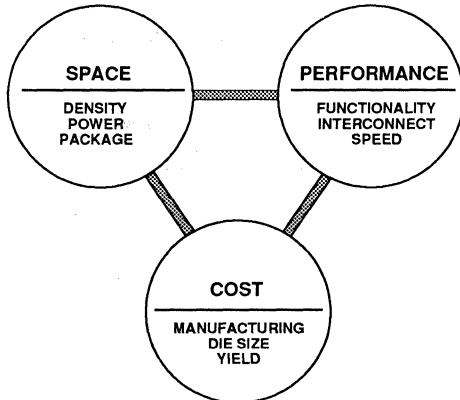 SPACE
DENSITY
POWER
PACKAGE
PERFORMANCE
FUNCTIONALITY
INTERCONNECT
SPEED
COST
MANUFACTURING
DIE SIZE
YIELD